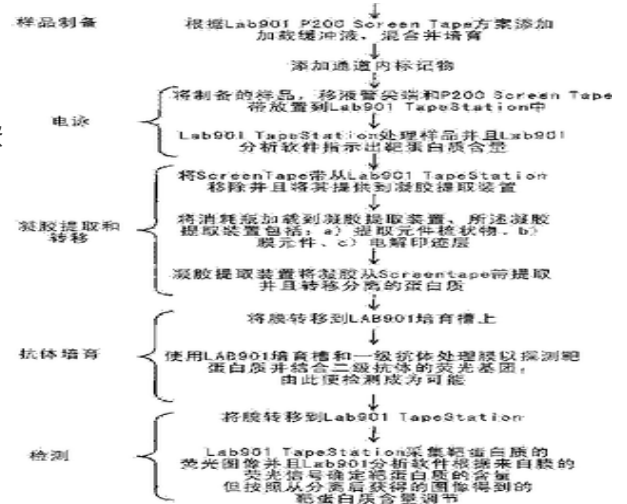 样品制备
根据Lab901 P200 Screen Tape方案添加
加载缓冲液，混合并培育
添加通道内标记物
电泳
将制备的样品，移液管尖端和P200 Screen Tape
带放置到Lab901 TapeStation中
Lab901 TapeStation处理样品并且Lab901
分析软件指示出靶蛋白质含量
凝胶提取和
转移
将ScreenTape带从Lab901 TapeStation
移除并且将其提供到凝胶提取装置
将消耗瓶加载到凝胶提取装置，所述凝胶
提取装置包括：a) 提取元件梳状物、b)
膜元件、c) 电解印迹层
凝胶提取装置将凝胶从Screentape带提取
并且转移分离的蛋白质
抗体培育
将膜转移到LAB901培育槽上
使用LAB901培育槽和一级抗体处理膜以探测靶
蛋白质并结合二级抗体的荧光基团，
由此使检测成为可能
检测
将膜转移到Lab901 TapeStation
Lab901 TapeStation采集靶蛋白质的
荧光图像并且Lab901分析软件根据来自膜的
荧光信号确定靶蛋白质的含量
但按照从分离后获得的图像得到的
靶蛋白质含量调节